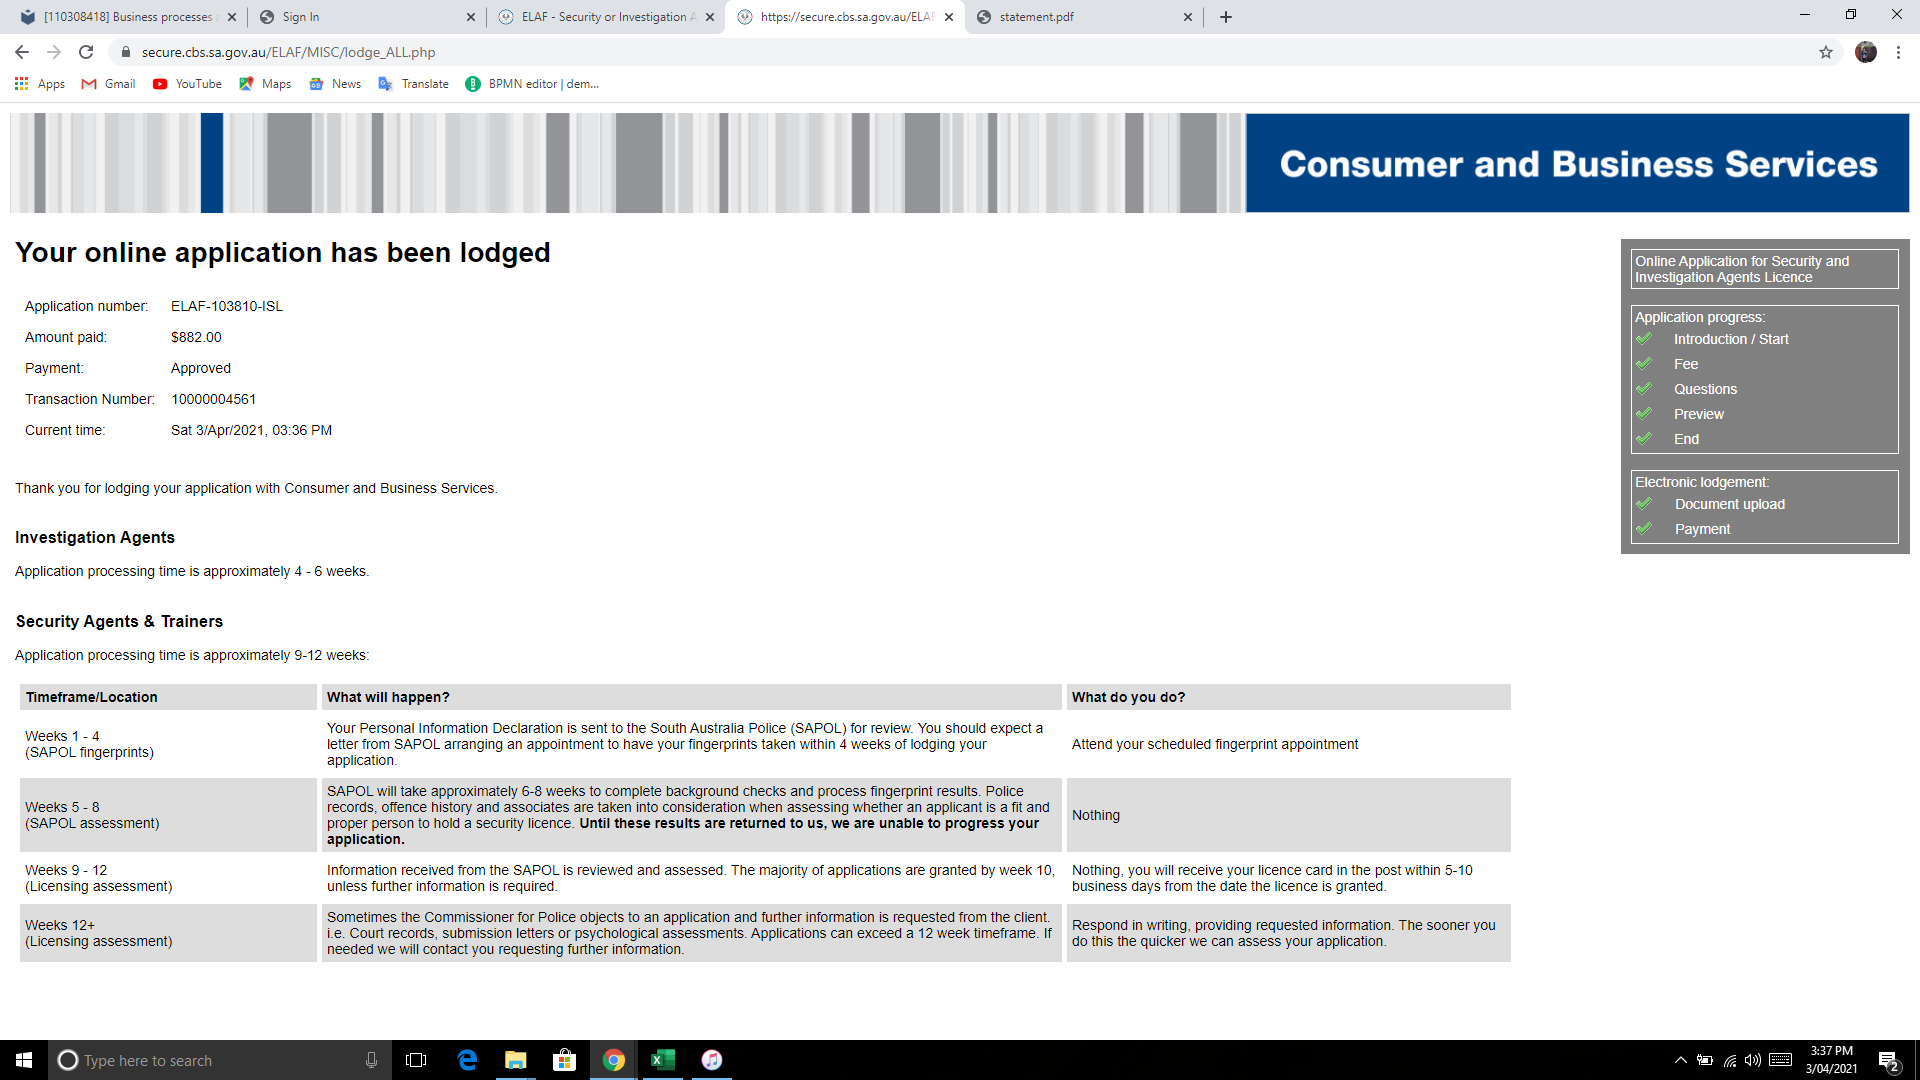 [110308418] Business processes
Sign In
ELAF - Security or Investigation A
https://secure.cbs.sa.gov.au/ELAF
statement.pdf
secure.cbs.sa.gov.au/ELAF/MISC/lodge_ALL.php
Apps
Gmail
YouTube
Maps
News
Translate
BPMN editor | dem...
Consumer and Business Services
Your online application has been lodged
Application number: ELAF-103810-ISL
Amount paid: $882.00
Payment: Approved
Transaction Number: 10000004561
Current time: Sat 3/Apr/2021, 03:36 PM
Thank you for lodging your application with Consumer and Business Services.
Investigation Agents
Application processing time is approximately 4 - 6 weeks.
Security Agents & Trainers
Application processing time is approximately 9-12 weeks:
Timeframe/Location
What will happen?
What do you do?
Weeks 1 - 4
(SAPOL fingerprints)
Your Personal Information Declaration is sent to the South Australia Police (SAPOL) for review. You should expect a
letter from SAPOL arranging an appointment to have your fingerprints taken within 4 weeks of lodging your
application.
Attend your scheduled fingerprint appointment
Weeks 5 - 8
(SAPOL assessment)
SAPOL will take approximately 6-8 weeks to complete background checks and process fingerprint results. Police
records, offence history and associates are taken into consideration when assessing whether an applicant is a fit and
proper person to hold a security licence. Until these results are returned to us, we are unable to progress your
application.
Nothing
Weeks 9 - 12
(Licensing assessment)
Information received from the SAPOL is reviewed and assessed. The majority of applications are granted by week 10,
unless further information is required.
Nothing, you will receive your licence card in the post within 5-10
business days from the date the licence is granted.
Weeks 12+
(Licensing assessment)
Sometimes the Commissioner for Police objects to an application and further information is requested from the client.
i.e. Court records, submission letters or psychological assessments. Applications can exceed a 12 week timeframe. If
needed we will contact you requesting further information.
Respond in writing, providing requested information. The sooner you
do this the quicker we can assess your application.
Online Application for Security and
Investigation Agents Licence
Application progress:
Introduction / Start
Fee
Questions
Preview
End
Electronic lodgement:
Document upload
Payment
Type here to search
3:37 PM
3/04/2021
2